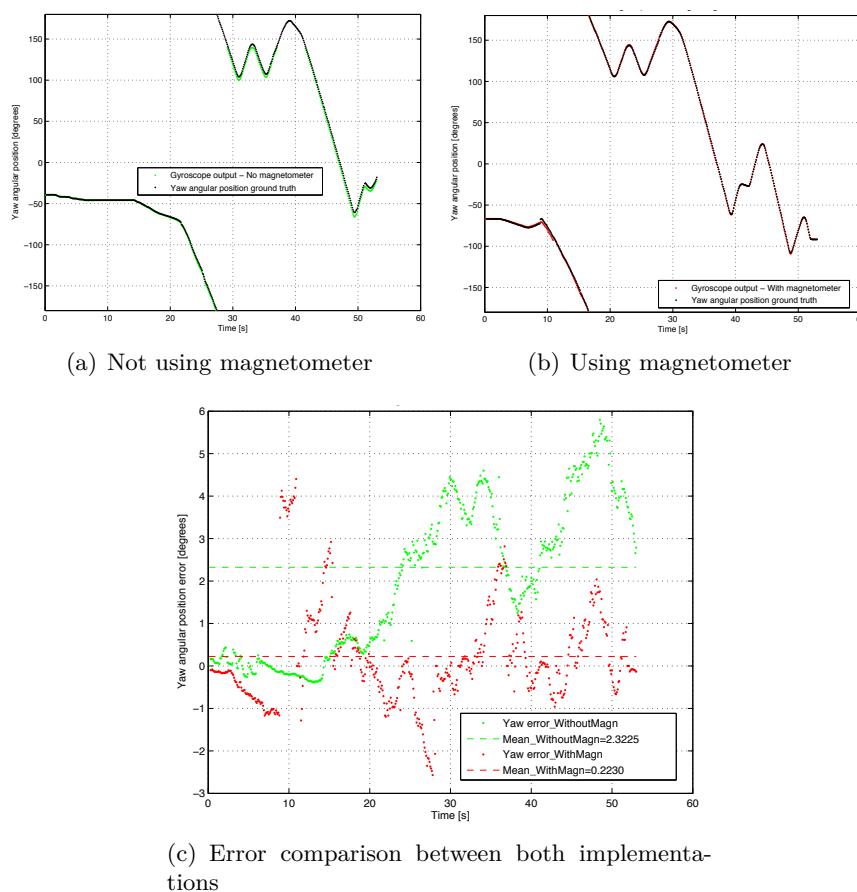 150
100
50
0
−50
−100
−150
0
10
20
30
40
50
60
Yaw angular position [degrees]
Time [s]
Gyroscope output − No magnetometer
Yaw angular position ground truth
(a) Not using magnetometer
150
100
50
0
−50
−100
−150
0
10
20
30
40
50
60
Yaw angular position [degrees]
Time [s]
Gyroscope output − With magnetometer
Yaw angular position ground truth
(b) Using magnetometer
6
5
4
3
2
1
0
−1
−2
−3
0
10
20
30
40
50
60
Yaw angular position error [degrees]
Time [s]
Yaw error_WithoutMagn
Mean_WithoutMagn=2.3225
Yaw error_WithMagn
Mean_WithMagn=0.2230
(c) Error comparison between both implementa-
tions